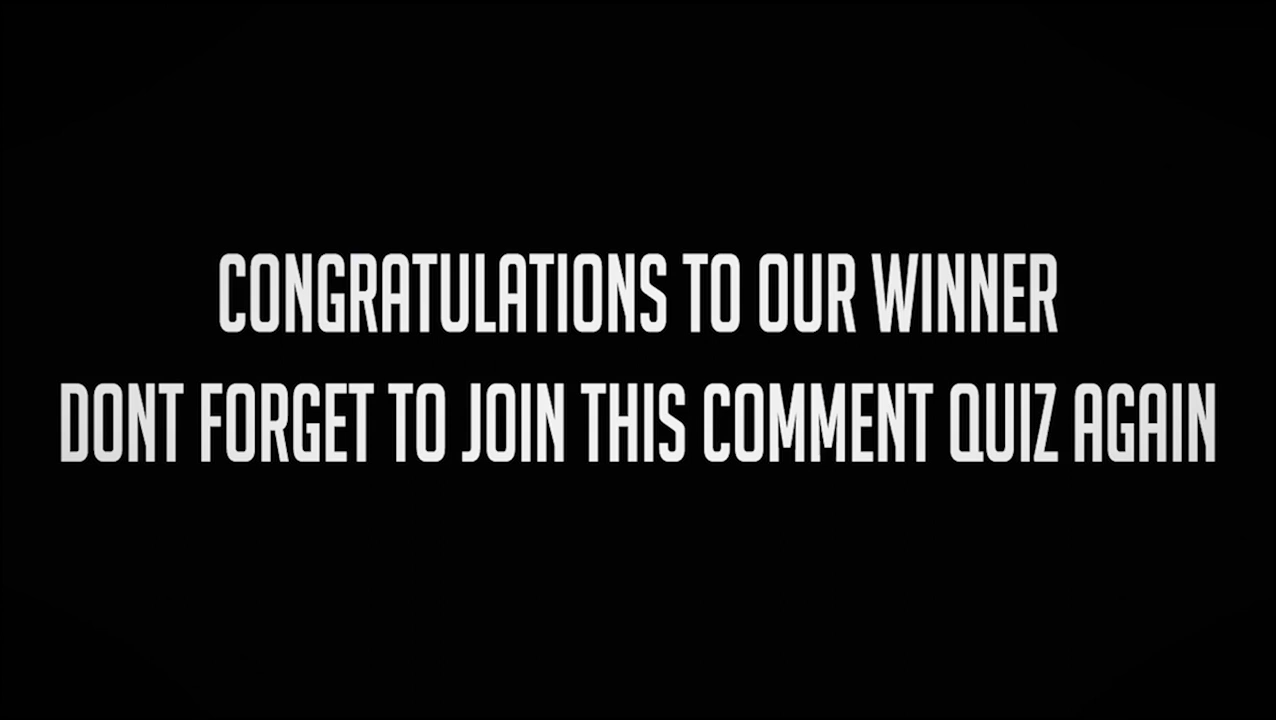 CONGRATULATIONS TO OUR WINNER
DONT FORGET TO JOIN THIS COMMENT QUIZ AGAIN